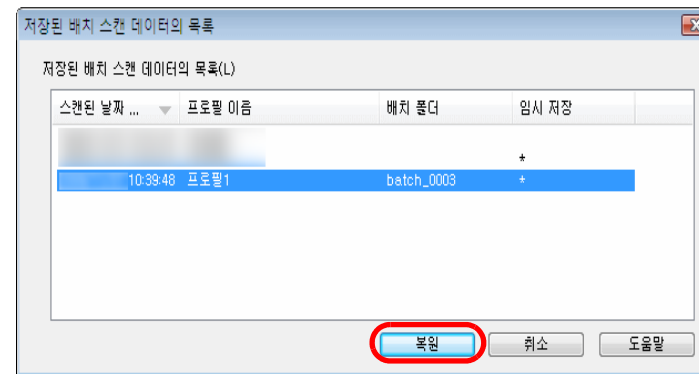 저장된 배치 스캔 데이터의 목록
저장된 배치 스캔 데이터의 목록(L)
스캔된 날짜 ... 프로필 이름 배치 폴더 임시 저장
*
10:39:48 프로필1 batch_0003 *
복원 취소 도움말